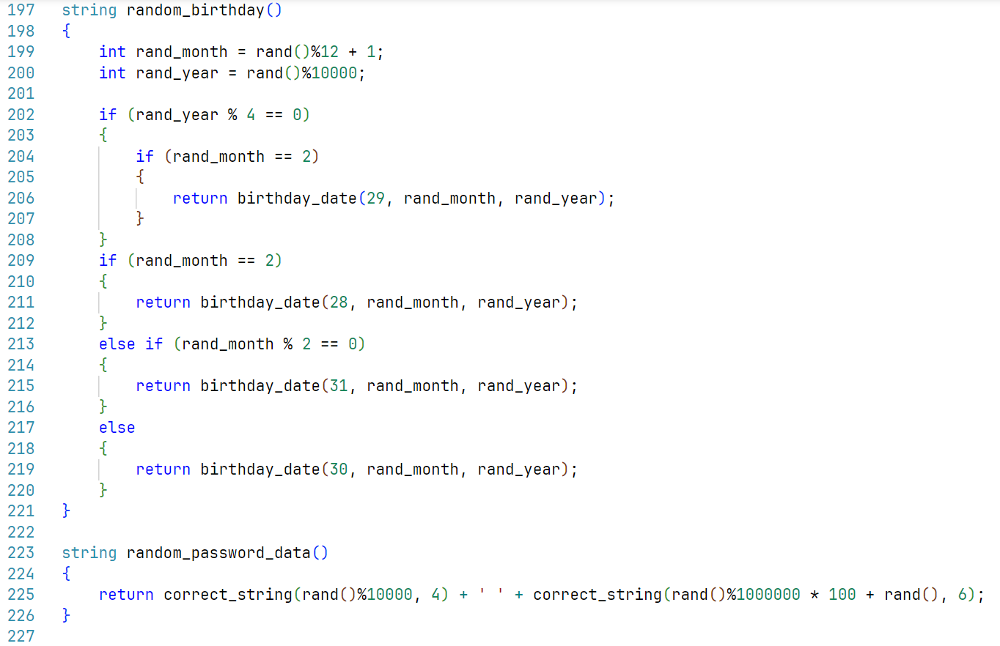 197 string random_birthday()
198 {
199     int rand_month = rand()%12 + 1;
200     int rand_year = rand()%10000;
201
202     if (rand_year % 4 == 0)
203     {
204         if (rand_month == 2)
205         {
206             return birthday_date(29, rand_month, rand_year);
207         }
208     }
209     if (rand_month == 2)
210     {
211         return birthday_date(28, rand_month, rand_year);
212     }
213     else if (rand_month % 2 == 0)
214     {
215         return birthday_date(31, rand_month, rand_year);
216     }
217     else
218     {
219         return birthday_date(30, rand_month, rand_year);
220     }
221 }
222
223 string random_password_data()
224 {
225     return correct_string(rand()%10000, 4) + ' ' + correct_string(rand()%1000000 * 100 + rand(), 6);
226 }
227